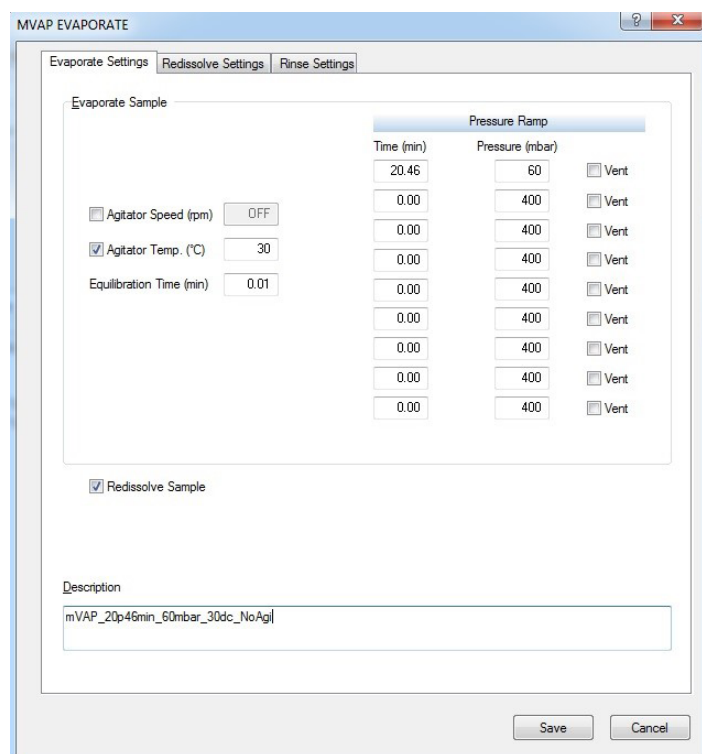 MVAP EVAPORATE
Evaporate Settings Redissolve Settings Rinse Settings
Evaporate Sample
Pressure Ramp
Time (min) Pressure (mbar)
20.46 60 Vent
0.00 400 Vent
Agitator Speed (rpm) OFF
0.00 400 Vent
Agitator Temp. (°C) 30
0.00 400 Vent
Equilibration Time (min) 0.01
0.00 400 Vent
0.00 400 Vent
0.00 400 Vent
0.00 400 Vent
0.00 400 Vent
Redissolve Sample
Description
mVAP_20p46min_60mbar_30dc_NoAgi
Save Cancel